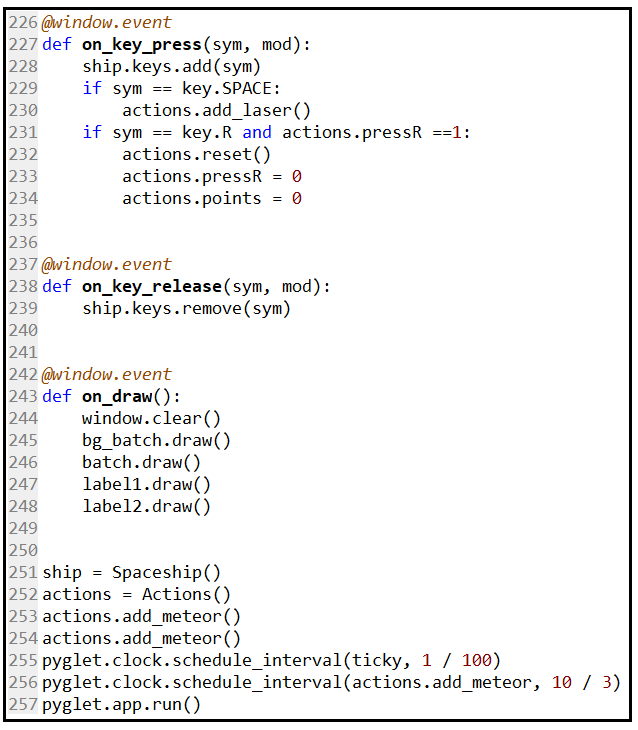 226 @window.event
227 def on_key_press(sym, mod):
228     ship.keys.add(sym)
229     if sym == key.SPACE:
230         actions.add_laser()
231     if sym == key.R and actions.pressR ==1:
232         actions.reset()
233         actions.pressR = 0
234         actions.points = 0
235
236
237 @window.event
238 def on_key_release(sym, mod):
239     ship.keys.remove(sym)
240
241
242 @window.event
243 def on_draw():
244     window.clear()
245     bg_batch.draw()
246     batch.draw()
247     label1.draw()
248     label2.draw()
249
250
251 ship = Spaceship()
252 actions = Actions()
253 actions.add_meteor()
254 actions.add_meteor()
255 pyglet.clock.schedule_interval(ticky, 1 / 100)
256 pyglet.clock.schedule_interval(actions.add_meteor, 10 / 3)
257 pyglet.app.run()